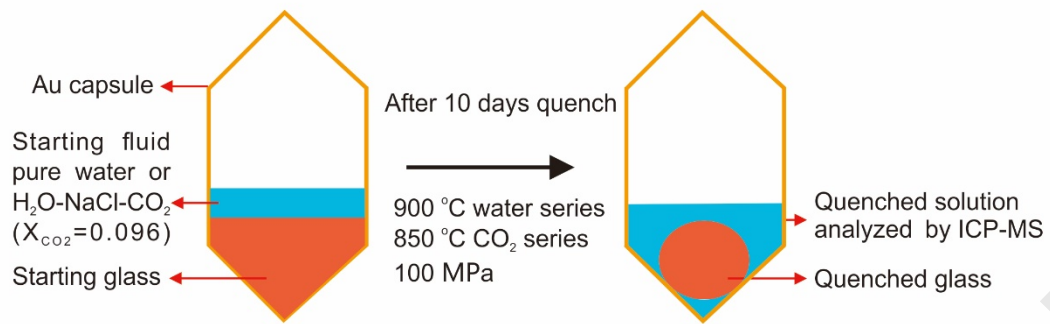 Au capsule
Starting fluid
pure water or
H₂O-NaCl-CO₂
(X_CO2=0.096)
Starting glass
After 10 days quench
900 °C water series
850 °C CO₂ series
100 MPa
Quenched solution
analyzed by ICP-MS
Quenched glass